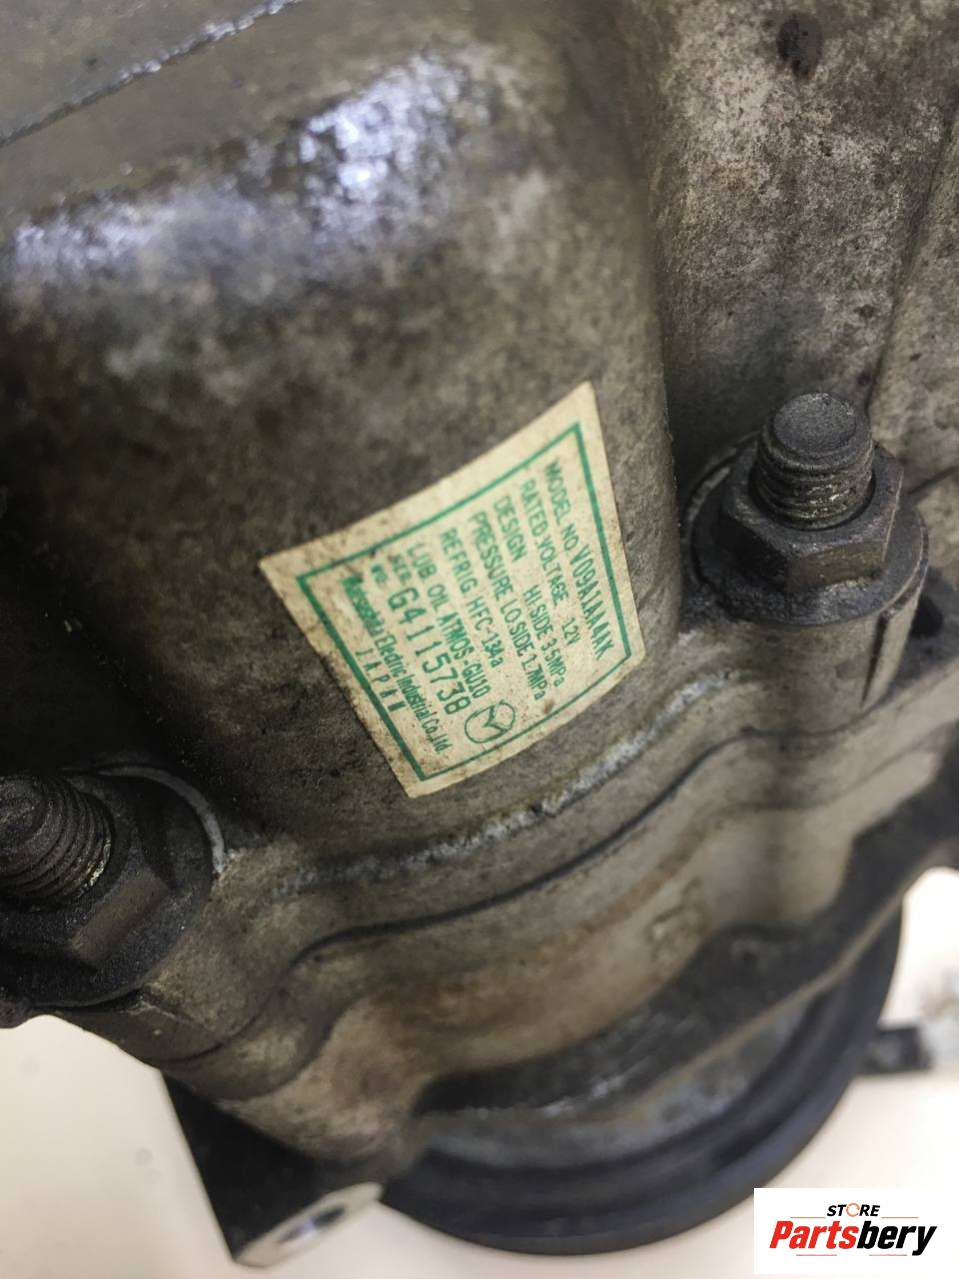 MODEL NO. V09A1AA4AK
RATED VOLTAGE 12V
DESIGN HI.SIDE 3.5MPa
PRESSURE LO.SIDE 1.7MPa
REFRIG HFC-134a
LUB OIL ATMOS-GU10
G4115738
Electric Industrial Co.,Ltd.
JAPAN
STORE
Partsbery